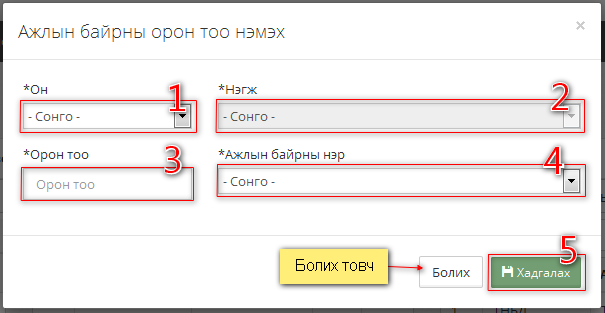 Ажлын байрны орон тоо нэмэх ×
*Он 1 *Нэгж 2
- Сонго - - Сонго -
*Орон тоо 3 *Ажлын байрны нэр 4
Орон тоо - Сонго -
Болих товч Болих Хадгалах 5